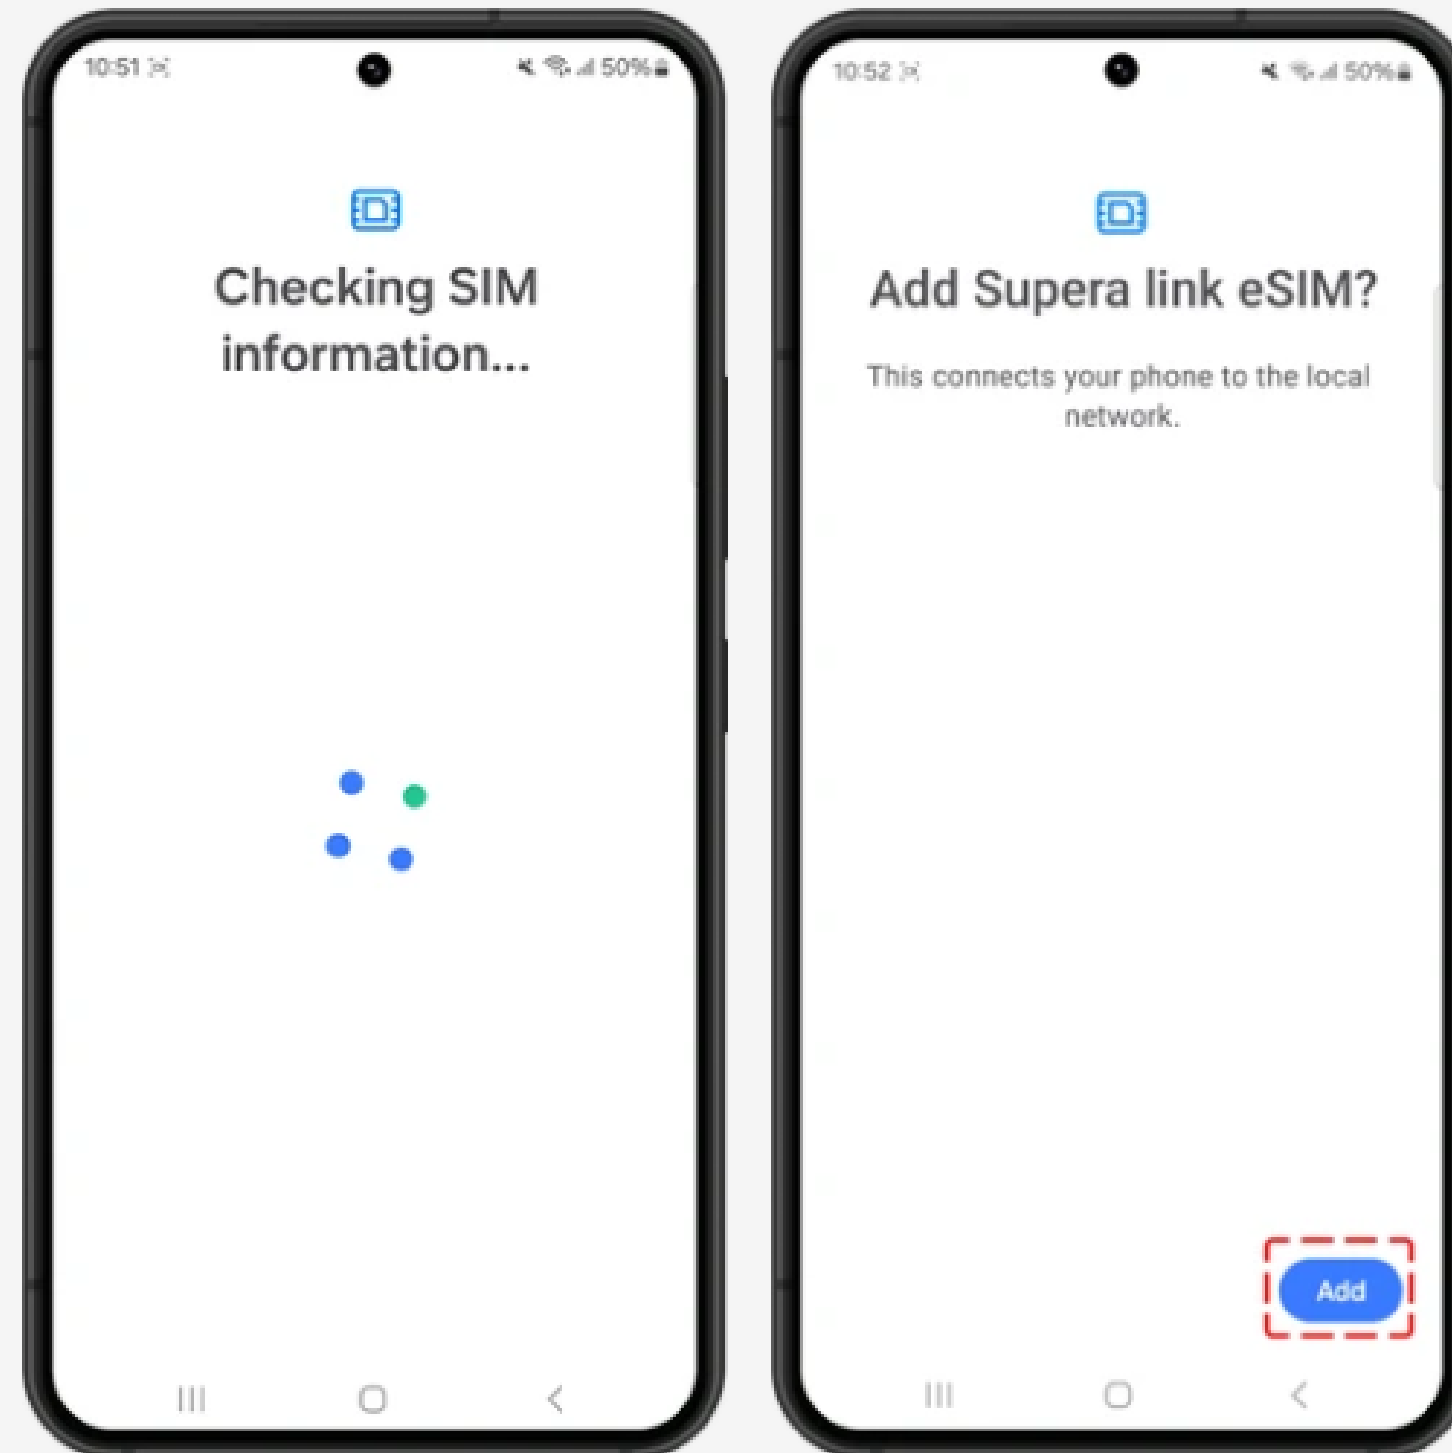 10:51
50%
Checking SIM
information...
10:52
50%
Add Supera link eSIM?
This connects your phone to the local
network.
Add